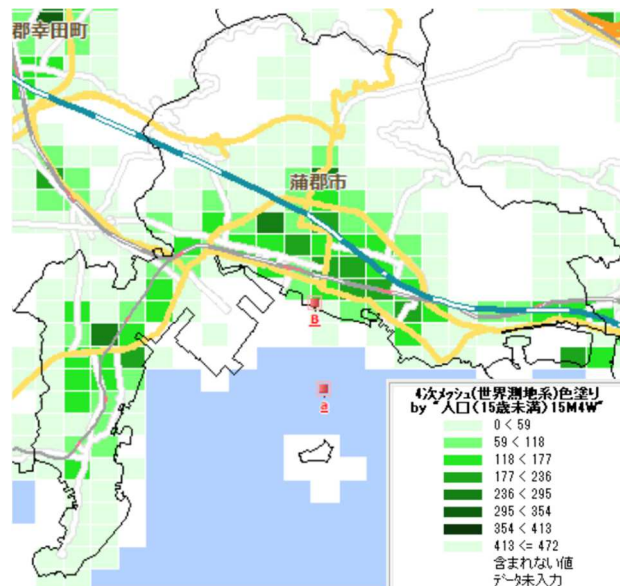 郡幸田町
蒲郡市
B
a
4次メッシュ(世界測地系)色塗り
by "人口(15歳未満)15M4W"
0 < 59
59 < 118
118 < 177
177 < 236
236 < 295
295 < 354
354 < 413
413 <= 472
含まれない値
データ未入力